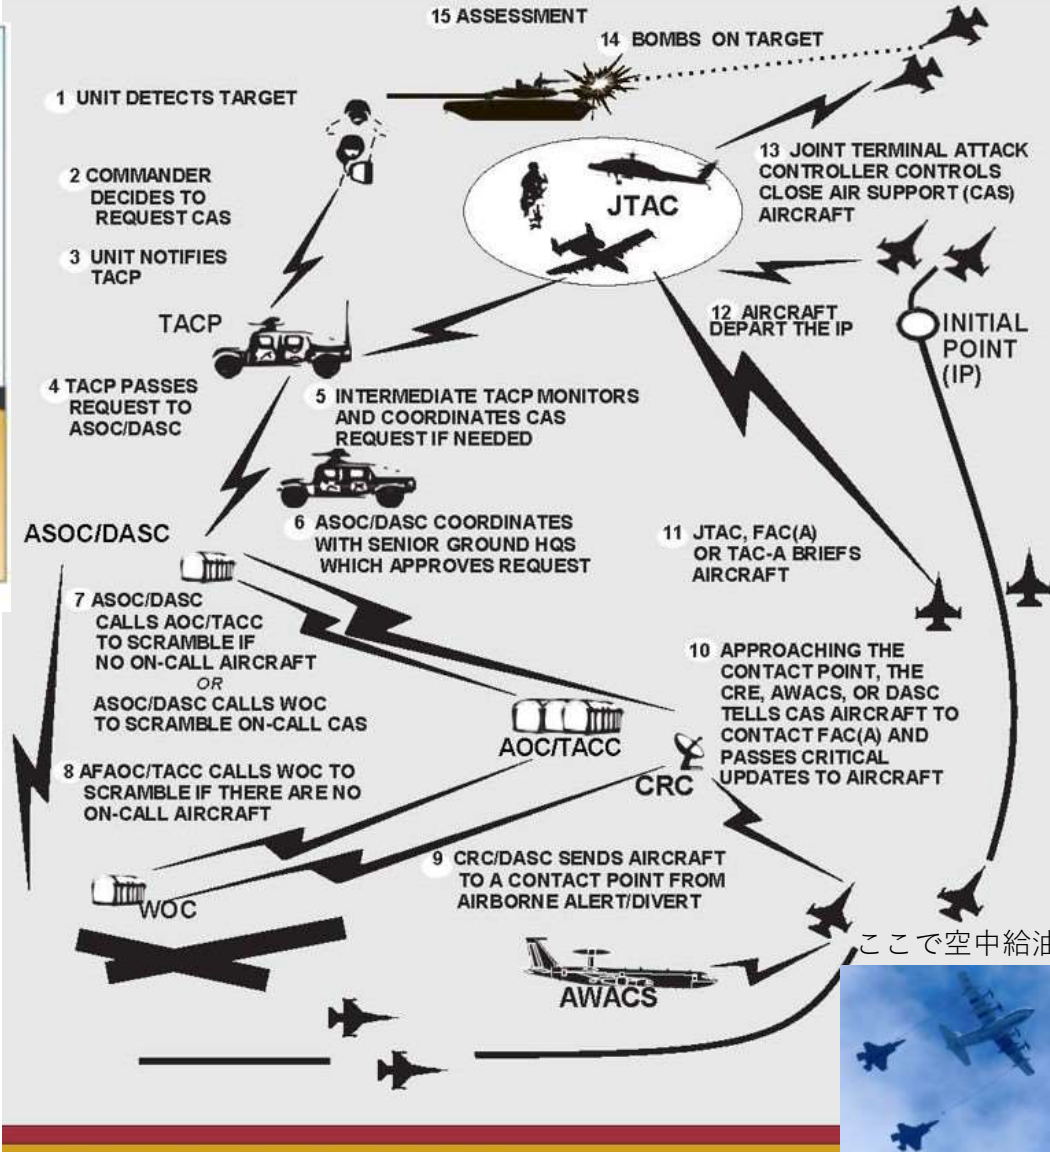 15 ASSESSMENT
14 BOMBS ON TARGET
1 UNIT DETECTS TARGET
2 COMMANDER
DECIDES TO
REQUEST CAS
3 UNIT NOTIFIES
TACP
TACP
JTAC
13 JOINT TERMINAL ATTACK
CONTROLLER CONTROLS
CLOSE AIR SUPPORT (CAS)
AIRCRAFT
12 AIRCRAFT
DEPART THE IP
INITIAL
POINT
(IP)
4 TACP PASSES
REQUEST TO
ASOC/DASC
5 INTERMEDIATE TACP MONITORS
AND COORDINATES CAS
REQUEST IF NEEDED
ASOC/DASC
6 ASOC/DASC COORDINATES
WITH SENIOR GROUND HQS
WHICH APPROVES REQUEST
11 JTAC, FAC(A)
OR TAC-A BRIEFS
AIRCRAFT
7 ASOC/DASC
CALLS AOC/TACC
TO SCRAMBLE IF
NO ON-CALL AIRCRAFT
OR
ASOC/DASC CALLS WOC
TO SCRAMBLE ON-CALL CAS
AOC/TACC
CRC
10 APPROACHING THE
CONTACT POINT, THE
CRE, AWACS, OR DASC
TELLS CAS AIRCRAFT TO
CONTACT FAC(A) AND
PASSES CRITICAL
UPDATES TO AIRCRAFT
8 AFAOC/TACC CALLS WOC TO
SCRAMBLE IF THERE ARE NO
ON-CALL AIRCRAFT
9 CRC/DASC SENDS AIRCRAFT
TO A CONTACT POINT FROM
AIRBORNE ALERT/DIVERT
WOC
AWACS
ここで空中給油